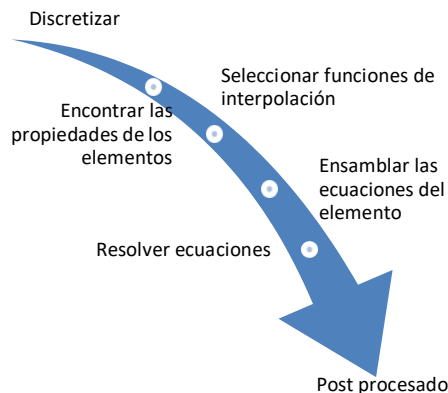 Discretizar
Seleccionar funciones de
interpolación
Encontrar las
propiedades de los
elementos
Ensamblar las
ecuaciones del
elemento
Resolver ecuaciones
Post procesado